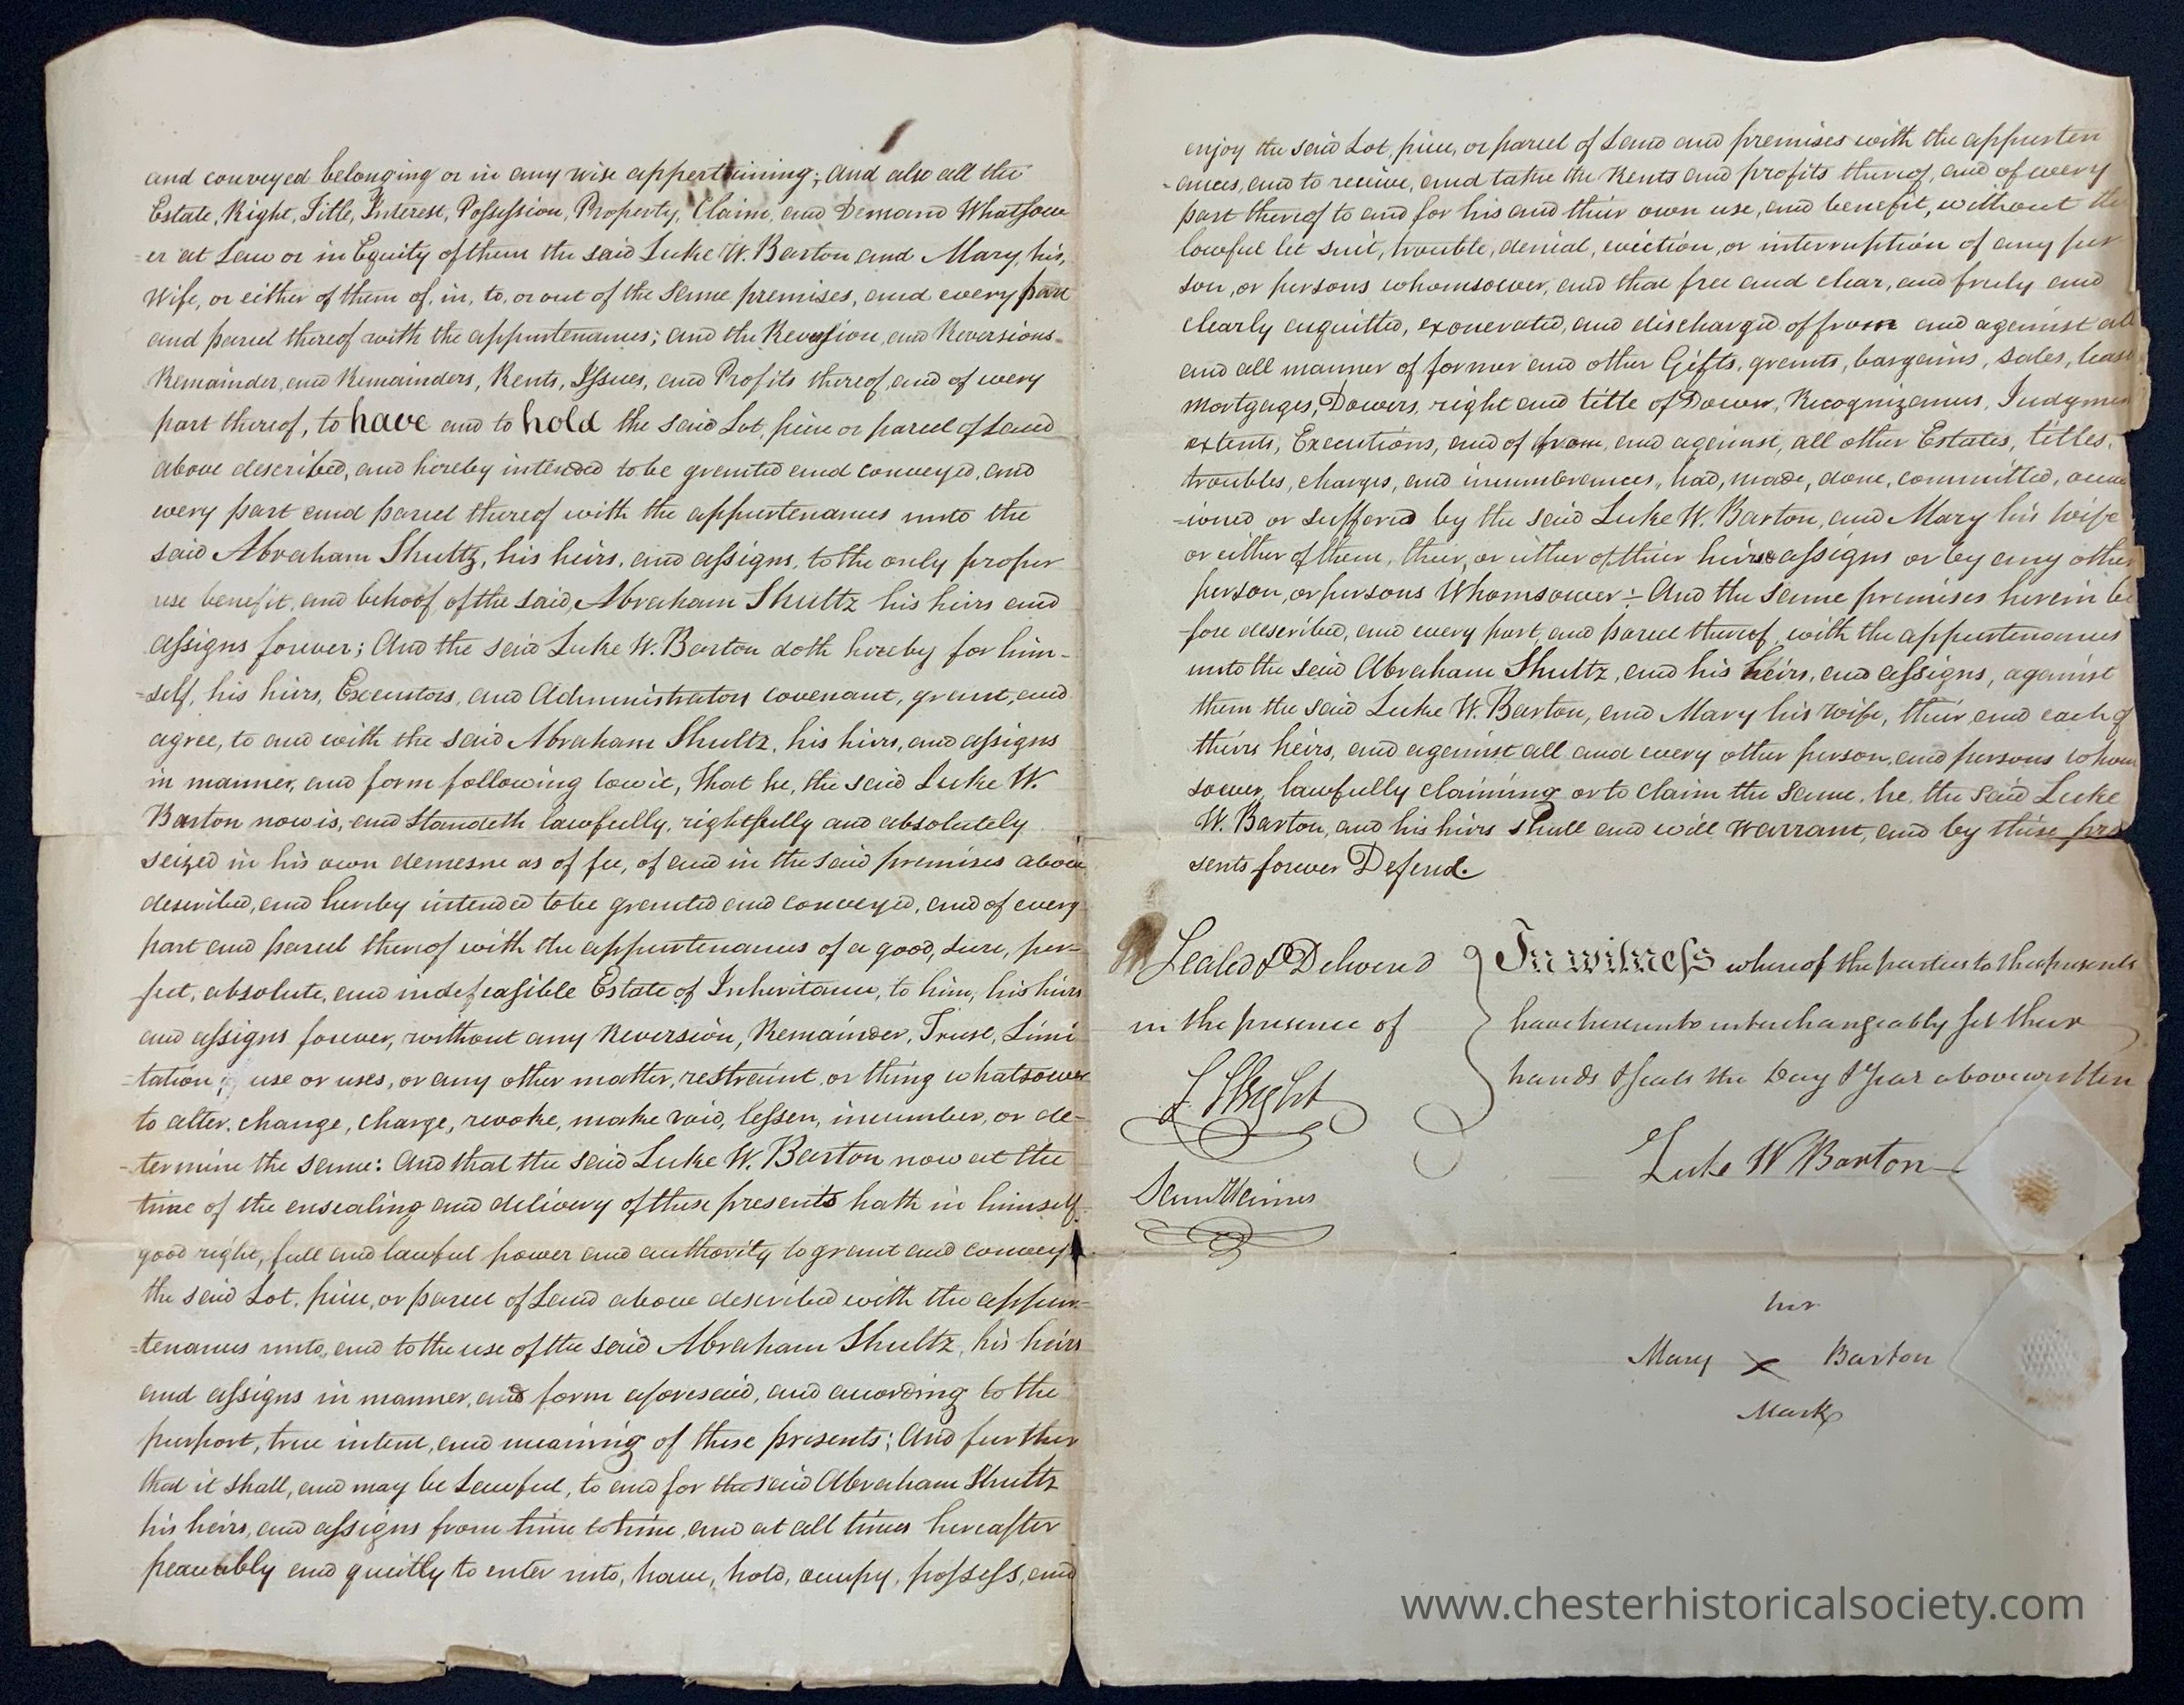 and conveyed belonging or in any wise appertaining; And also all the
Estate, Right, Title, Interest, Possession, Property, Claim, and Demand Whatsoev
=er at Law or in Equity of them the said Luke W. Barton and Mary, his,
Wife, or either of them of, in, to, or out of the same premises, and every part
and parcel thereof with the appurtenances; and the Reversion, and Reversions=
Remainder, and Remainders, Rents, Issues, and Profits thereof, and of every
part thereof, to have and to hold the said Lot, piece or parcel of Land
above described, and hereby intended to be granted and conveyed, and
every part and parcel thereof with the appurtenances unto the
said Abraham Shultz, his heirs, and assigns, to the only proper
use benefit, and behoof, of the said, Abraham Shultz his heirs and
assigns forever; And the said Luke W. Barton doth hereby for him-
=self, his heirs, Executors, and Administrators covenant, grant, and
agree, to and with the said Abraham Shultz, his heirs, and assigns
in manner, and form following towit, That he, the said Luke W.
Barton now is, and Standeth lawfully, rightfully and absolutely
seized in his own demesne as of fee, of and in the said premises above
described, and hereby intended to be granted and conveyed, and of every
part and parcel thereof with the appurtenances of a good, sure, per-
-fect, absolute, and indefeasible Estate of Inheritance, to him, his heirs
and assigns forever, without any Reversion, Remainder, Trust, Limi
=tation, use or uses, or any other matter, restraint, or thing whatsoever
to alter, change, charge, revoke, make void, lessen, incumber, or de-
-termine the same: And that the said Luke W. Barton now at the
time of the ensealing and delivery of these presents hath in himself
good right, full and lawful power and authority to grant and convey
the said Lot, piece, or parcel of Land above described with the appur-
=tenances unto, and to the use of the said Abraham Shultz, his heirs
and assigns in manner, and form aforesaid, and according to the
purport, true intent, and meaning of these presents; And further
that it shall, and may be Lawful, to and for the said Abraham Shultz
his heirs, and assigns from time to time, and at all times hereafter
peaceably and quietly to enter into, have, hold, occupy, possess, and
enjoy the said Lot, piece, or parcel of Land and premises with the appurten
-ances, and to receive, and take the Rents and profits thereof, and of every
part thereof to and for his and their own use, and benefit, without the
lawful let suit, trouble, denial, eviction, or interruption of any per
son, or persons whomsoever, and that free and clear, and freely and
clearly acquitted, exonerated, and discharged of from and against all
and all manner of former and other Gifts, grants, bargains, sales, leas
mortgages, Dowers, right and title of Dower, Recognizances, Judgmen
extents, Executions, and of from, and against, all other Estates, titles,
troubles, charges, and incumbrances, had, made, done, committed, occas
=ioned or suffered by the said Luke W. Barton, and Mary his wife
or either of them, their, or either of their heirs & assigns or by any other
person, or persons Whomsoever:- And the same premises herein be
-fore described, and every part, and parcel thereof, with the appurtenances
unto the said Abraham Shultz, and his heirs, and assigns, against
them the said Luke W. Barton, and Mary his wife, their, and each of
theirs heirs, and against all and every other person, and persons whom
soever, lawfully claiming or to claim the same, he, the said Luke
W. Barton, and his heirs shall and will warrant, and by these pre
sents forever Defend.
Sealed & Delivered
in the presence of
In witness whereof the parties to these presents
have hereunto interchangeably set their
hands & seals the Day & Year above written
Luke W Barton
her
Mary X Barton
Mark
www.chesterhistoricalsociety.com